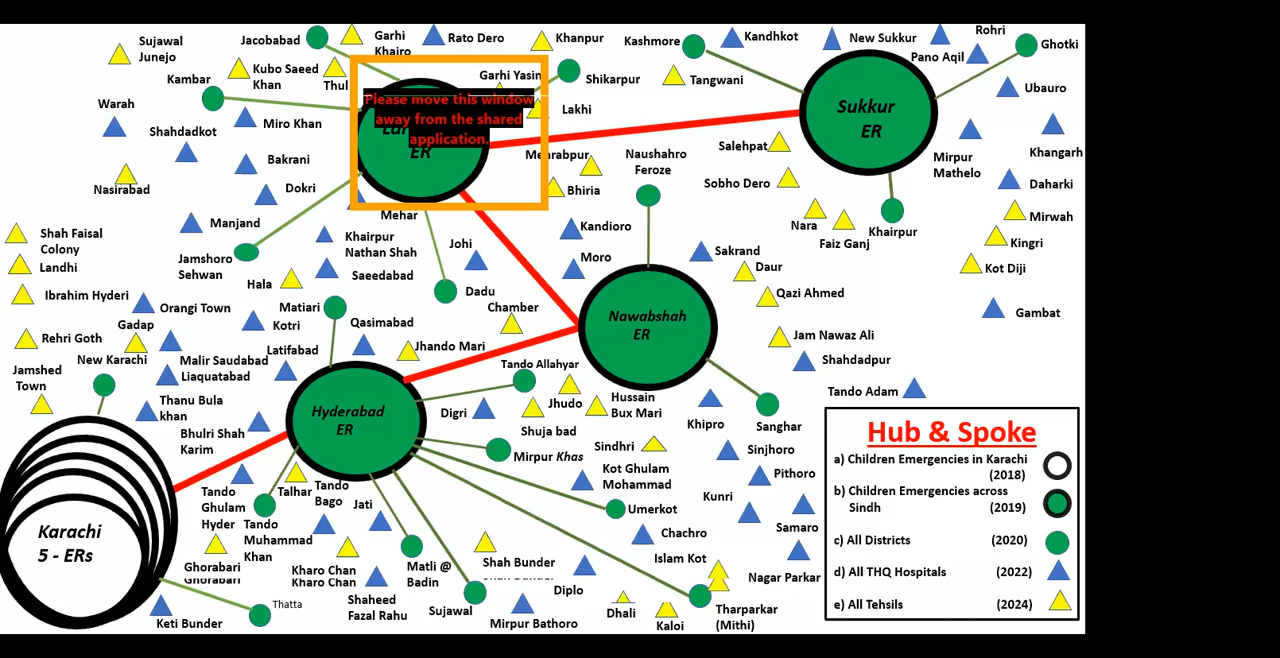 Sujawal
Junejo
Jacobabad
Garhi
Khairo
Rato Dero
Khanpur
Kashmore
Kandhkot
New Sukkur
Rohri
Pano Aqil
Ghotki
Kambar
Kubo Saeed
Khan
Thul
Garhi Yasin
Shikarpur
Tangwani
Ubauro
Warah
Please move this window
away from the shared
application.
Lakhi
Sukkur
ER
Shahdadkot
Miro Khan
ER
Mehrabpur
Naushahro
Feroze
Salehpat
Mirpur
Mathelo
Khangarh
Bakrani
Nasirabad
Dokri
Bhiria
Sobho Dero
Daharki
Manjand
Mehar
Kandioro
Nara
Faiz Ganj
Khairpur
Mirwah
Shah Faisal
Colony
Khairpur
Nathan Shah
Johi
Kingri
Landhi
Jamshoro
Sehwan
Saeedabad
Moro
Sakrand
Daur
Kot Diji
Hala
Dadu
Ibrahim Hyderi
Orangi Town
Matiari
Chamber
Qazi Ahmed
Gambat
Gadap
Kotri
Qasimabad
Nawabshah
ER
Rehri Goth
Jhando Mari
Jam Nawaz Ali
New Karachi
Malir Saudabad
Liaquatabad
Latifabad
Tando Allahyar
Shahdadpur
Jamshed
Town
Thanu Bula
khan
Hyderabad
ER
Digri
Jhudo
Hussain
Bux Mari
Tando Adam
Bhulri Shah
Karim
Shuja bad
Khipro
Sanghar
Sindhri
Mirpur Khas
Sinjhoro
Kot Ghulam
Mohammad
Pithoro
Tando
Ghulam
Hyder
Talhar
Tando
Bago
Jati
Kunri
Umerkot
Samaro
Karachi
5 - ERs
Tando
Muhammad
Khan
Chachro
Islam Kot
Nagar Parkar
Ghorabari
Ghorabari
Kharo Chan
Kharo Chan
Matli @
Badin
Shah Bunder
Diplo
Thatta
Shaheed
Fazal Rahu
Sujawal
Dhali
Kaloi
Tharparkar
(Mithi)
Keti Bunder
Mirpur Bathoro
Hub & Spoke
a) Children Emergencies in Karachi
(2018)
b) Children Emergencies across
Sindh (2019)
c) All Districts (2020)
d) All THQ Hospitals (2022)
e) All Tehsils (2024)